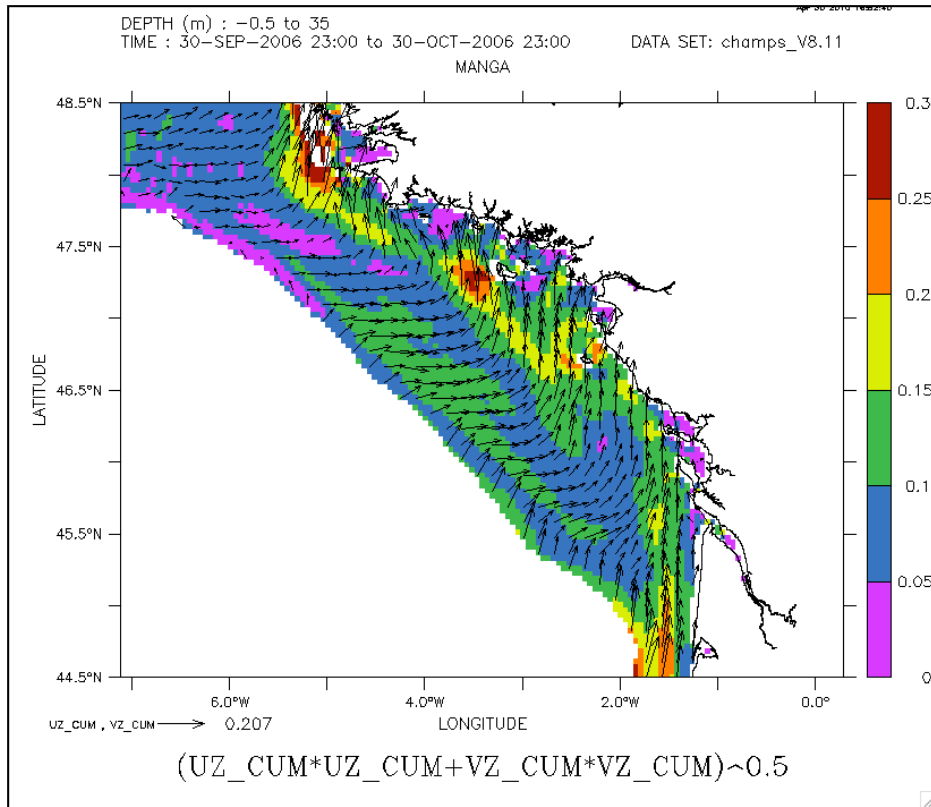 DEPTH (m) : -0.5 to 35
TIME : 30-SEP-2006 23:00 to 30-OCT-2006 23:00 DATA SET: champs_V8.11
MANGA
48.5°N
47.5°N
46.5°N
45.5°N
44.5°N
LATITUDE
6.0°W 4.0°W 2.0°W 0.0°
LONGITUDE
0.3
0.25
0.2
0.15
0.1
0.05
0
UZ_CUM , VZ_CUM 0.207
(UZ_CUM*UZ_CUM+VZ_CUM*VZ_CUM)^0.5